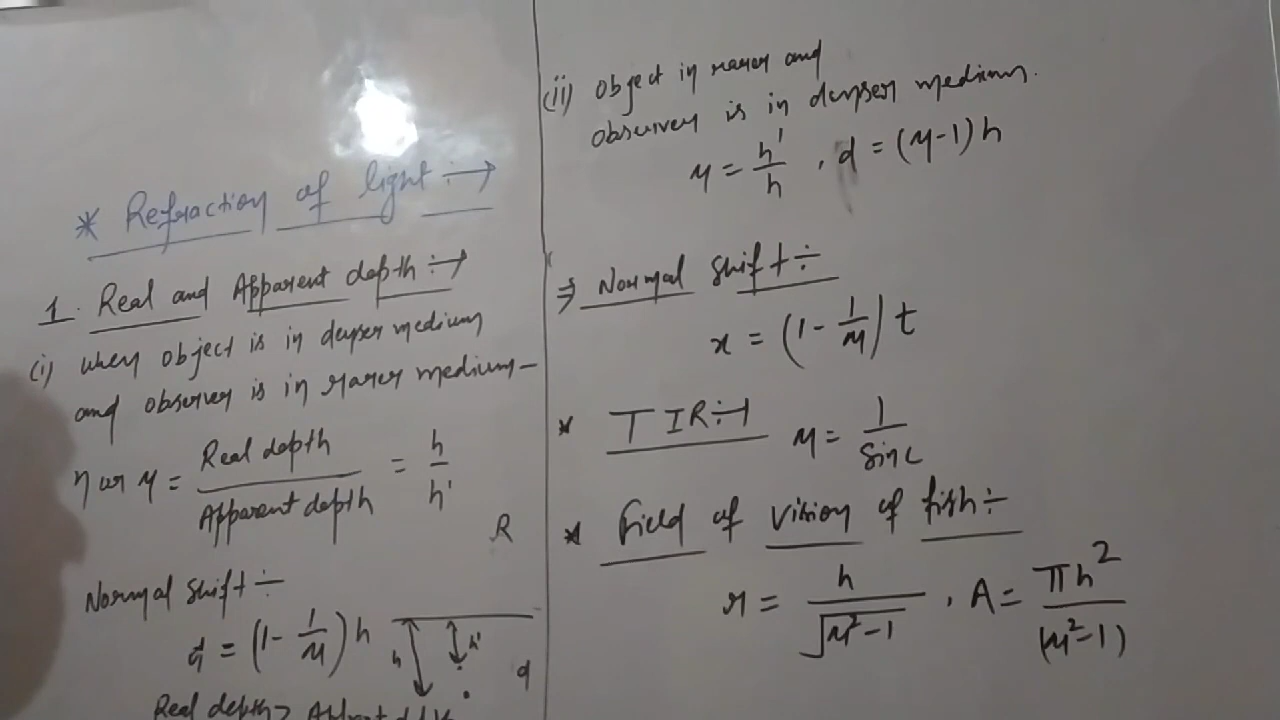 * Refraction of light :→
1. Real and Apparent depth :→
(i) when object is in denser medium
and observer is in rarer medium –
η or μ = Real depth / Apparent depth = h / h'
R
Normal shift ÷
d = (1 - 1/μ) h
h h' d
Real depth >
(ii) object in rarer and
observer is in denser medium.
μ = h'/h , d = (μ-1) h
⇒ Normal shift ÷
x = (1 - 1/μ) t
* TIR :→ μ = 1/sin c
* Field of vision of fish ÷
r = h/√(μ²-1) , A = πh²/(μ²-1)